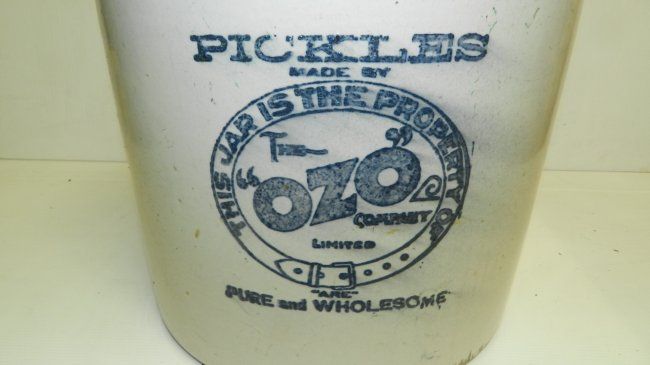 PICKLES
MADE BY
THIS JAR IS THE PROPERTY OF
THE
"OZO"
COMPANY
LIMITED
"ARE"
PURE and WHOLESOME